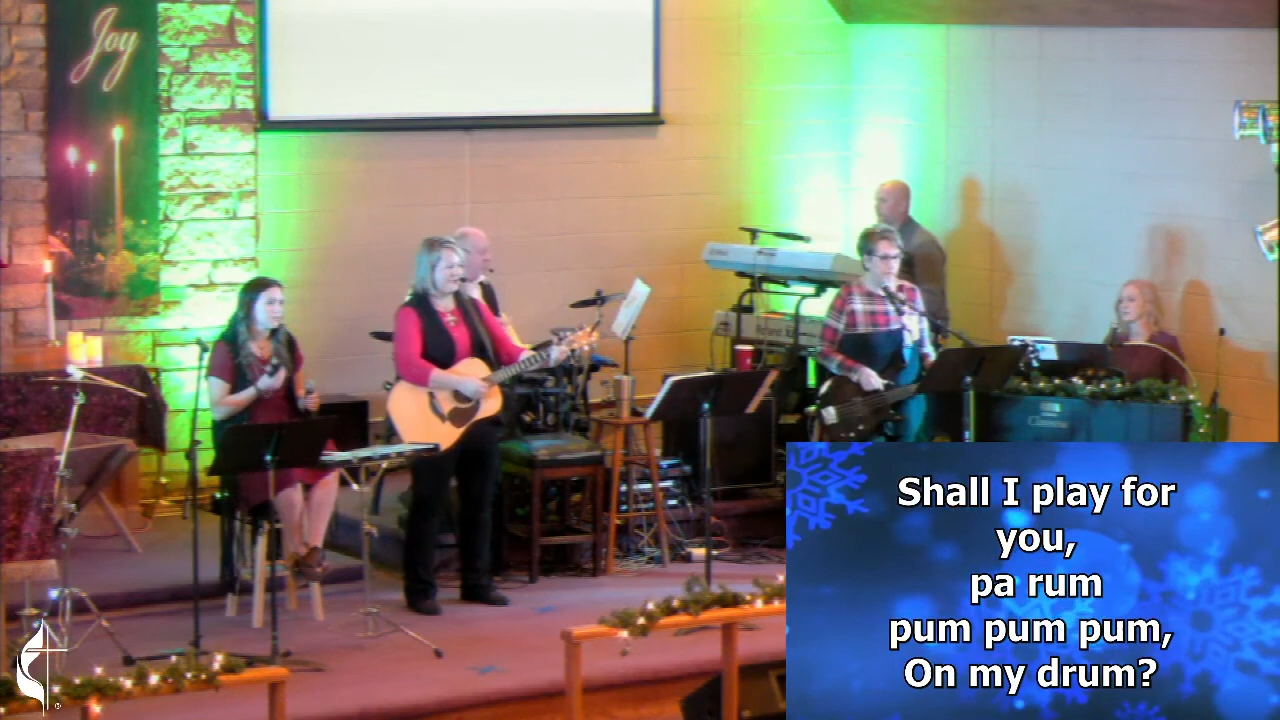 Joy
Shall I play for
you,
pa rum
pum pum pum,
On my drum?